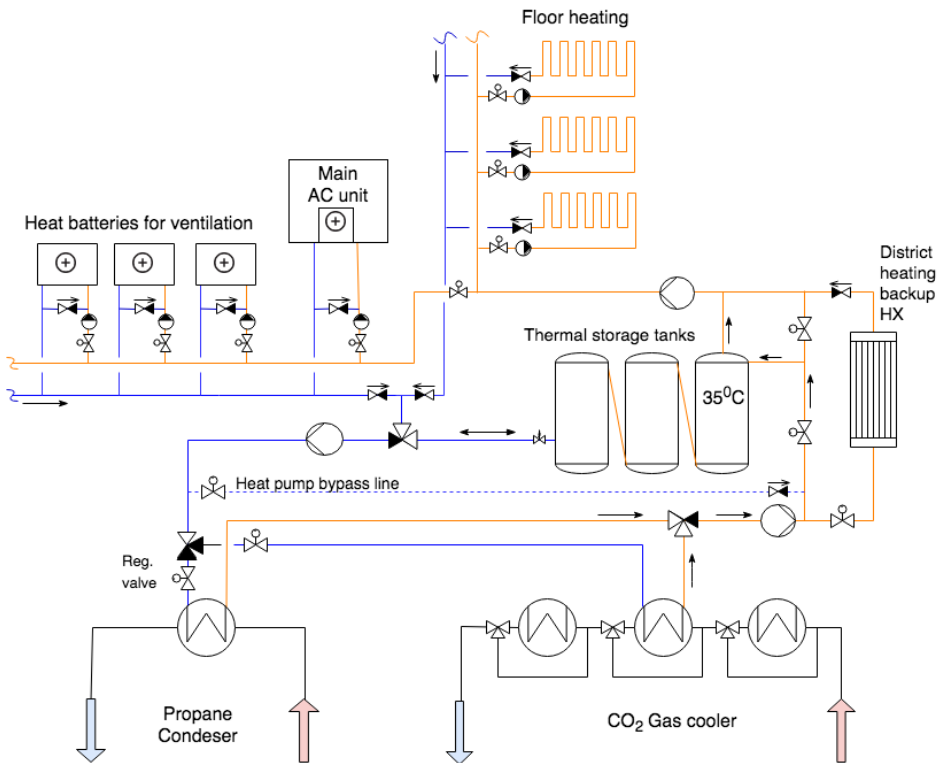 Floor heating
Main
AC unit
Heat batteries for ventilation
District
heating
backup
HX
Thermal storage tanks
35⁰C
Heat pump bypass line
Reg.
valve
Propane
Condeser
CO₂ Gas cooler